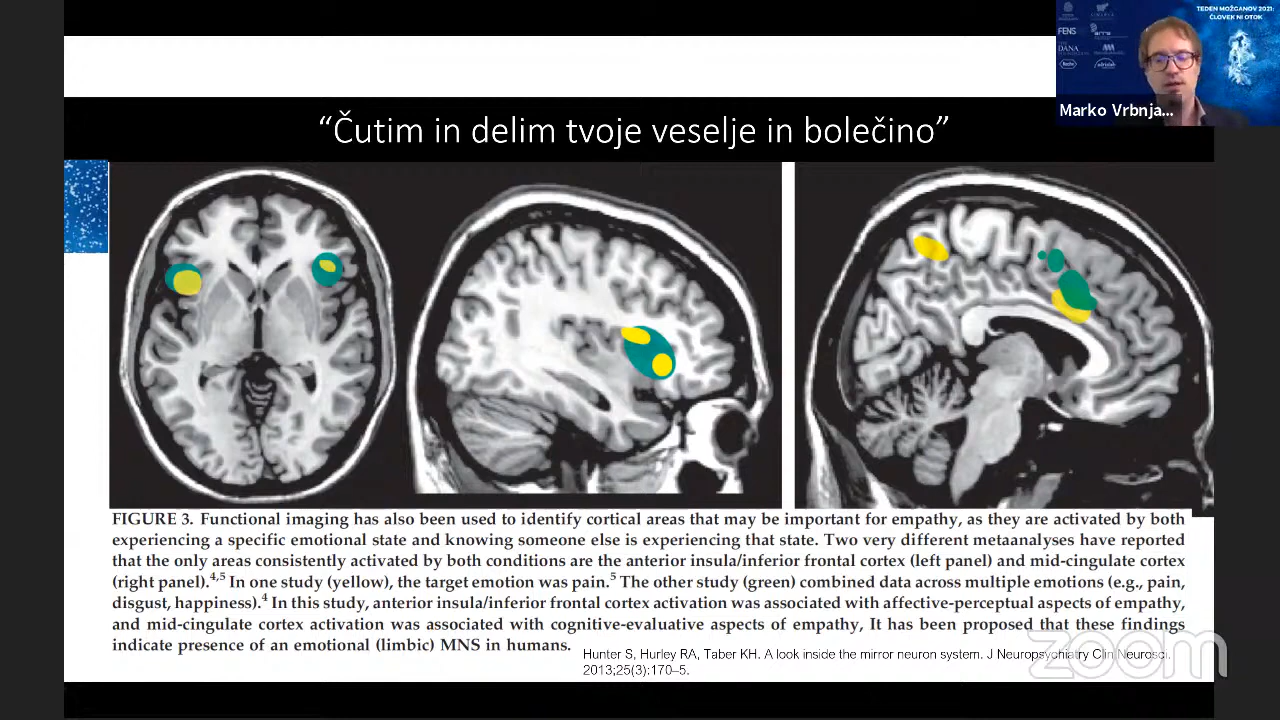 TEDEN MOŽGANOV 2021:
ČLOVEK NI OTOK
SINAPSA
FENS
DANA
Roche
Marko Vrbnja...
“Čutim in delim tvoje veselje in bolečino”
FIGURE 3. Functional imaging has also been used to identify cortical areas that may be important for empathy, as they are activated by both
experiencing a specific emotional state and knowing someone else is experiencing that state. Two very different metaanalyses have reported
that the only areas consistently activated by both conditions are the anterior insula/inferior frontal cortex (left panel) and mid-cingulate cortex
(right panel).4,5 In one study (yellow), the target emotion was pain.5 The other study (green) combined data across multiple emotions (e.g., pain,
disgust, happiness).4 In this study, anterior insula/inferior frontal cortex activation was associated with affective-perceptual aspects of empathy,
and mid-cingulate cortex activation was associated with cognitive-evaluative aspects of empathy, It has been proposed that these findings
indicate presence of an emotional (limbic) MNS in humans.
Hunter S, Hurley RA, Taber KH. A look inside the mirror neuron system. J Neuropsychiatry Clin Neurosci.
2013;25(3):170–5.
zoom